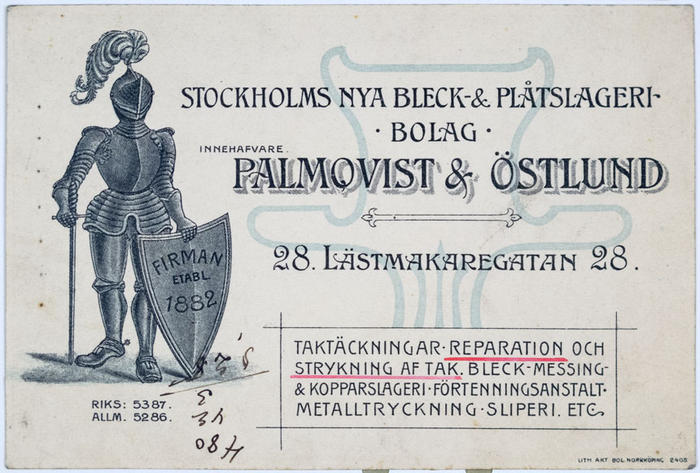 STOCKHOLMS NYA BLECK-& PLÅTSLAGERI-
· BOLAG ·
INNEHAFVARE.
PALMQVIST & ÖSTLUND
28. LÄSTMAKAREGATAN 28.
FIRMAN
ETABL.
1882
TAKTÄCKNINGAR · REPARATION OCH
STRYKNING AF TAK. BLECK-MESSING-
& KOPPARSLAGERI · FÖRTENNINGSANSTALT·
METALLTRYCKNING · SLIPERI. ETC.
RIKS: 5387.
ALLM. 5286.
LITH. AKT. BOL. NORRKÖPING 2405